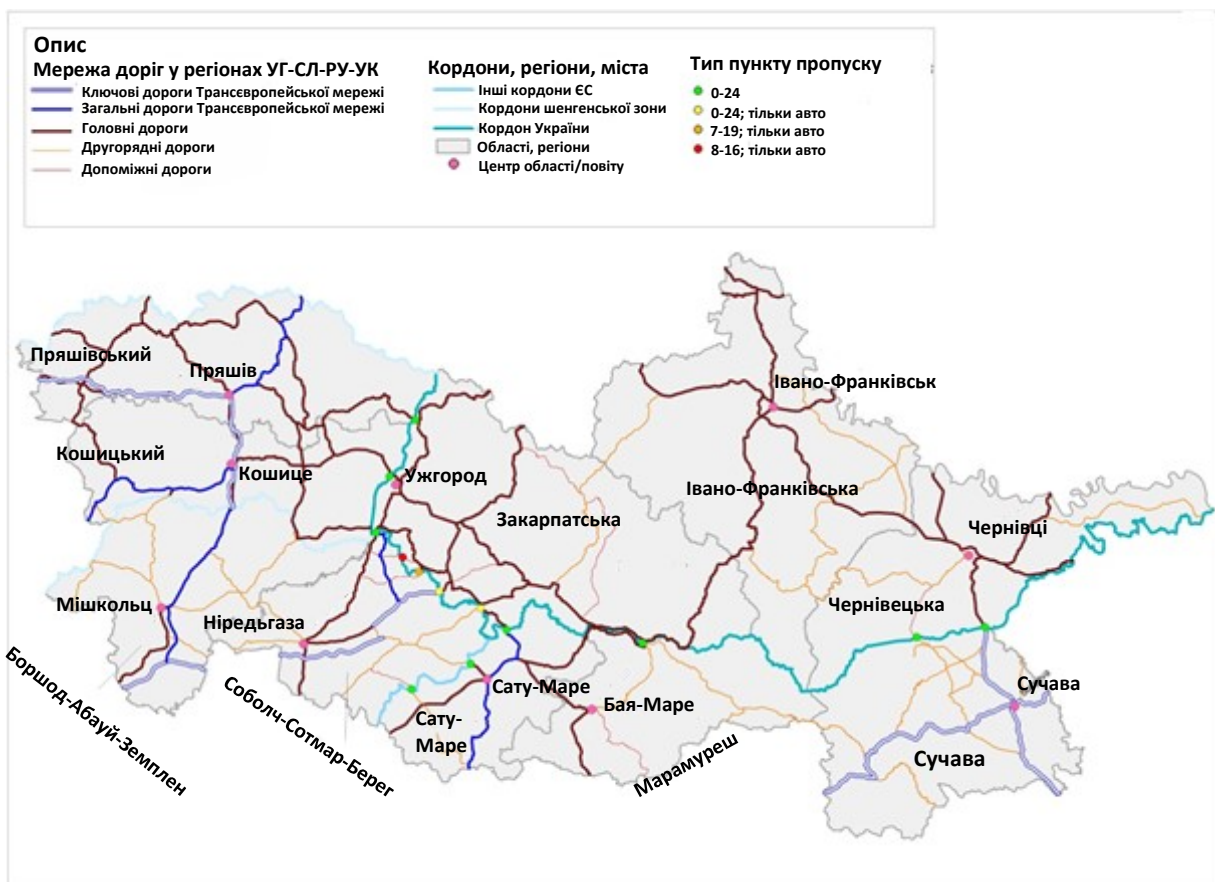 Опис
Мережа доріг у регіонах УГ-СЛ-РУ-УК
Ключові дороги Трансєвропейської мережі
Загальні дороги Трансєвропейської мережі
Головні дороги
Другорядні дороги
Допоміжні дороги
Кордони, регіони, міста
Інші кордони ЄС
Кордони шенгенської зони
Кордон України
Області, регіони
Центр області/повіту
Тип пункту пропуску
0-24
0-24; тільки авто
7-19; тільки авто
8-16; тільки авто
Пряшівський
Пряшів
Івано-Франківськ
Кошицький
Кошице
Ужгород
Івано-Франківська
Закарпатська
Чернівці
Мішкольц
Ніредьгаза
Чернівецька
Боршод-Абауй-Земплен
Соболч-Сотмар-Берег
Сату-Маре
Сату-
Маре
Бая-Маре
Марамуреш
Сучава
Сучава